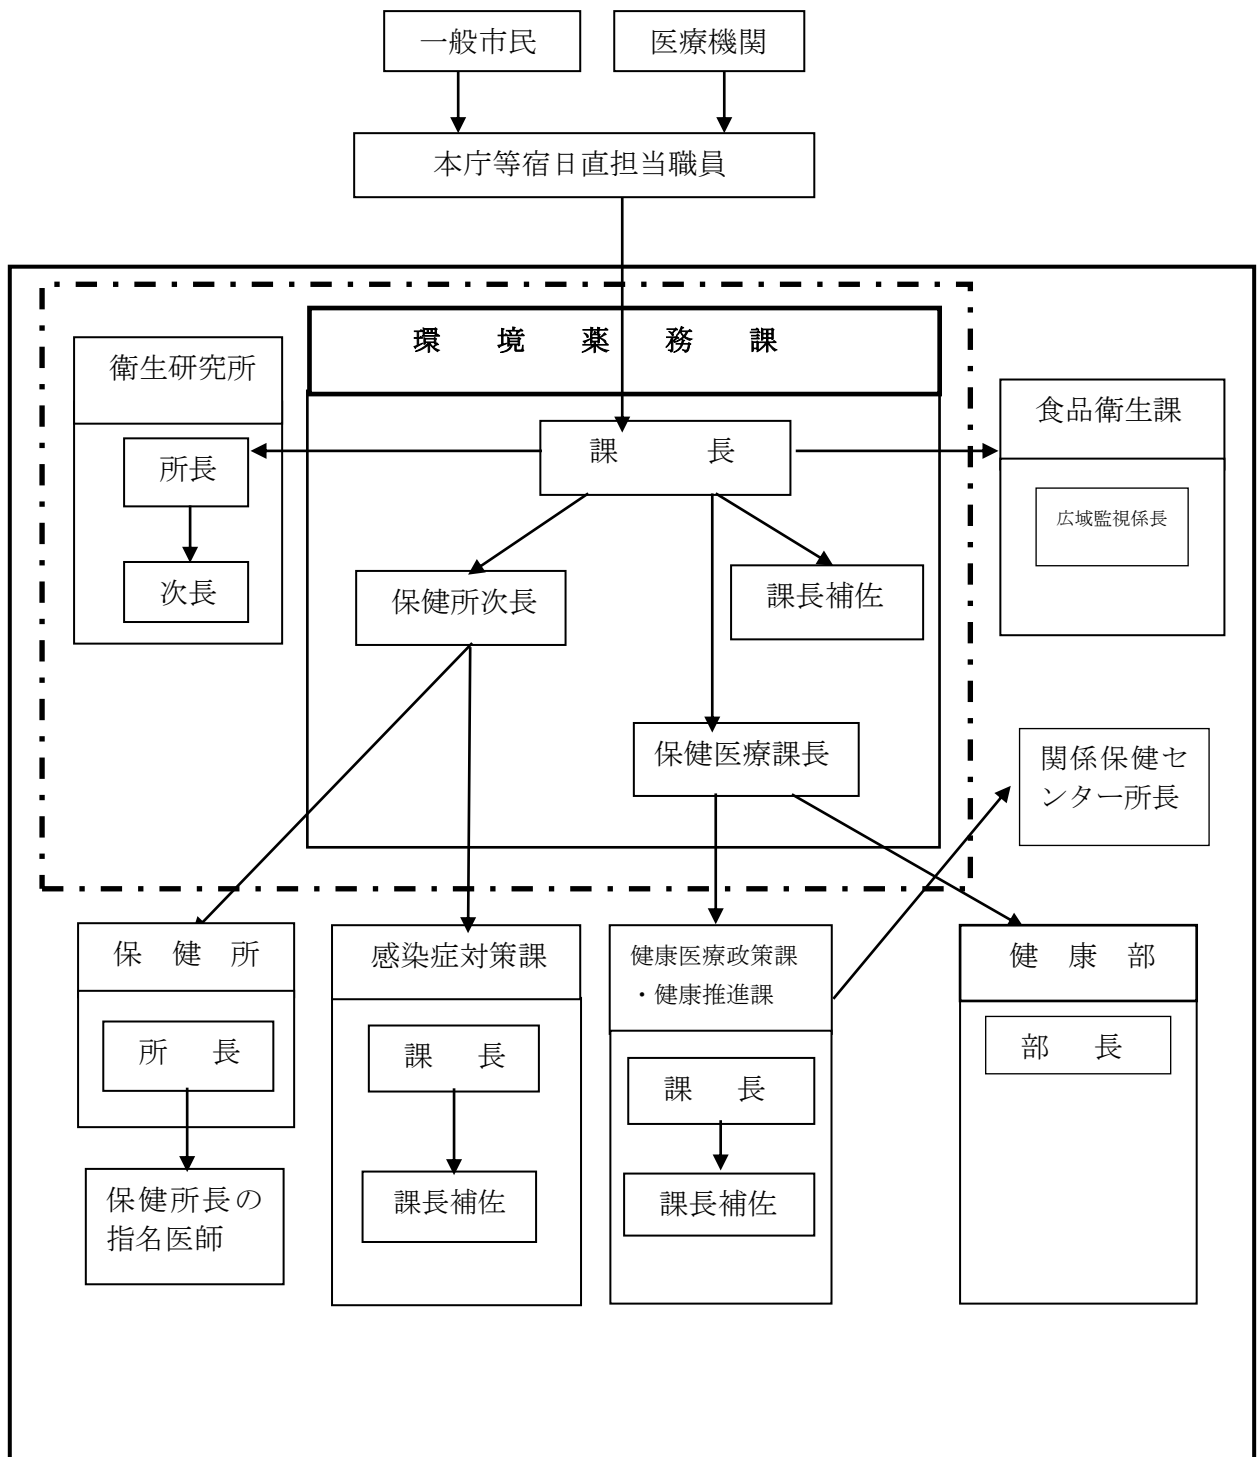 一般市民
医療機関
本庁等宿日直担当職員
環　境　薬　務　課
衛生研究所
所長
次長
課　長
食品衛生課
広域監視係長
保健所次長
課長補佐
保健医療課長
関係保健セ
ンター所長
保　健　所
所　長
保健所長の
指名医師
感染症対策課
課　長
課長補佐
健康医療政策課
・健康推進課
課　長
課長補佐
健　康　部
部　長